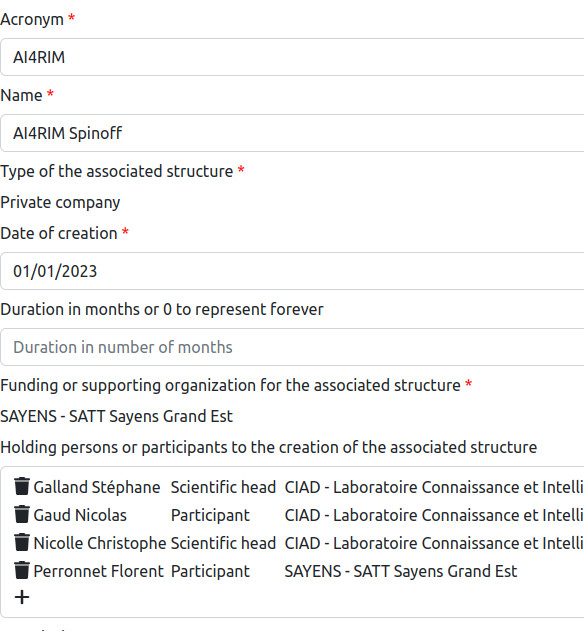 Acronym *
AI4RIM
Name *
AI4RIM Spinoff
Type of the associated structure *
Private company
Date of creation *
01/01/2023
Duration in months or 0 to represent forever
Duration in number of months
Funding or supporting organization for the associated structure *
SAYENS - SATT Sayens Grand Est
Holding persons or participants to the creation of the associated structure
Galland Stéphane Scientific head CIAD - Laboratoire Connaissance et Intelli
Gaud Nicolas Participant CIAD - Laboratoire Connaissance et Intelli
Nicolle Christophe Scientific head CIAD - Laboratoire Connaissance et Intelli
Perronnet Florent Participant SAYENS - SATT Sayens Grand Est
+